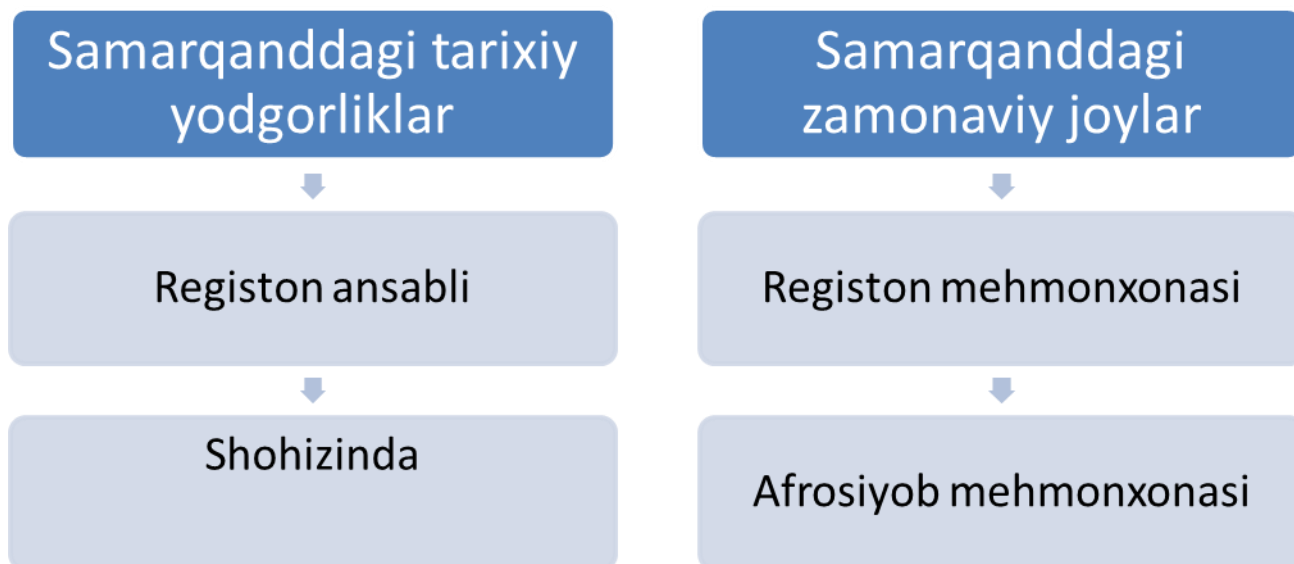 Samarqanddagi tarixiy
yodgorliklar
Registon ansabli
Shohizinda
Samarqanddagi
zamonaviy joylar
Registon mehmonxonasi
Afrosiyob mehmonxonasi